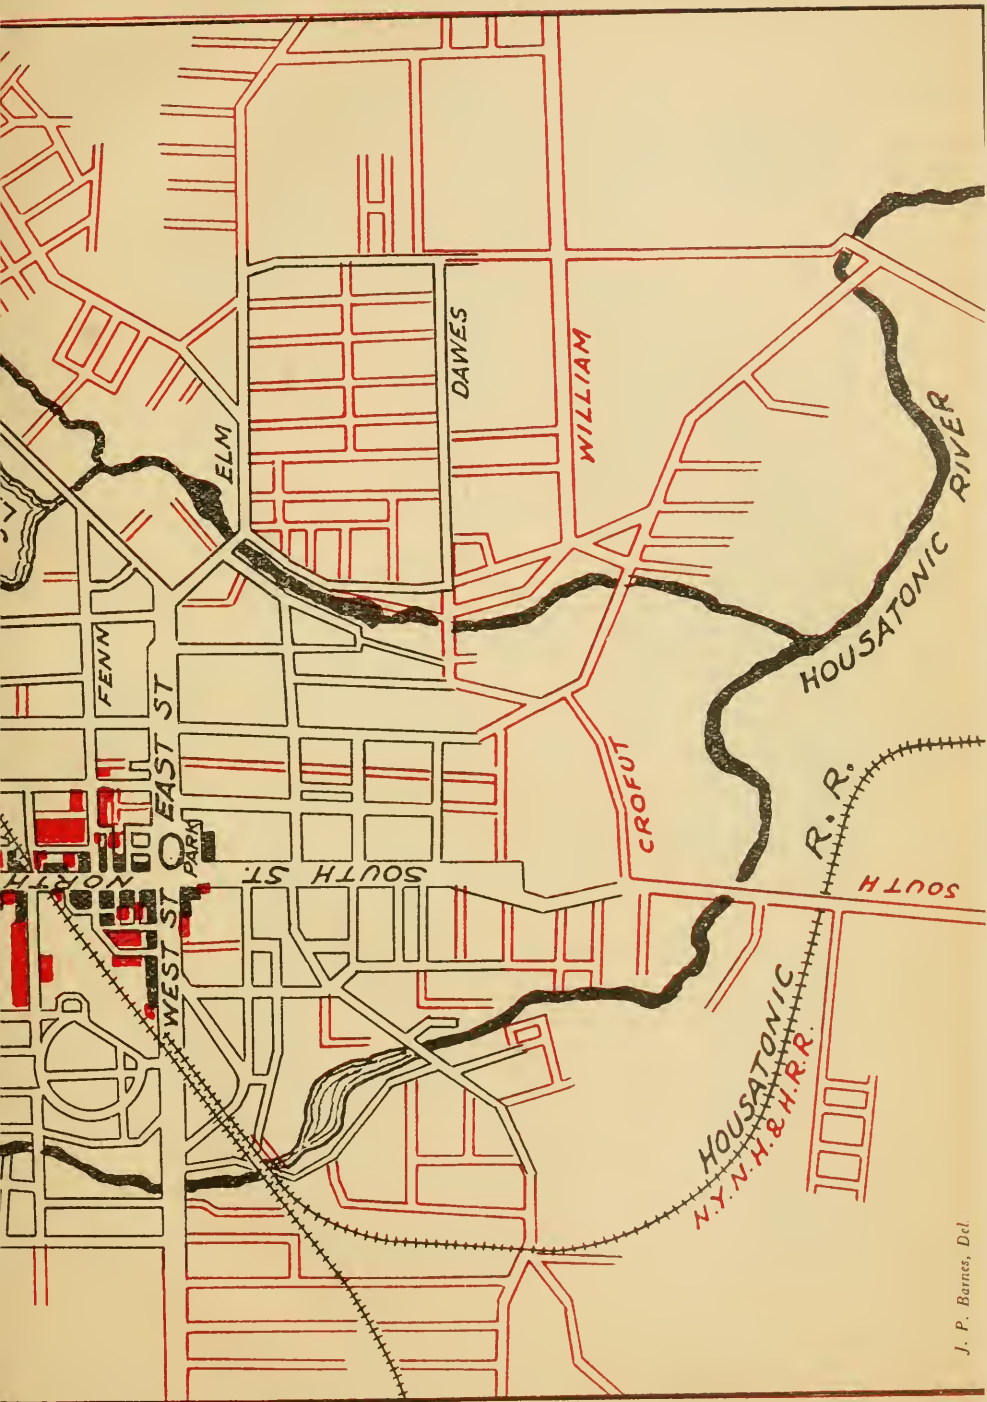 ELM
DAWES
WILLIAM
HOUSATONIC RIVER
FENN
EAST ST
PARK
NORTH
WEST ST
SOUTH ST.
CROFUT
R. R.
SOUTH
HOUSATONIC
N.Y. N.H. & H.R.R.
J. P. Barnes, Del.